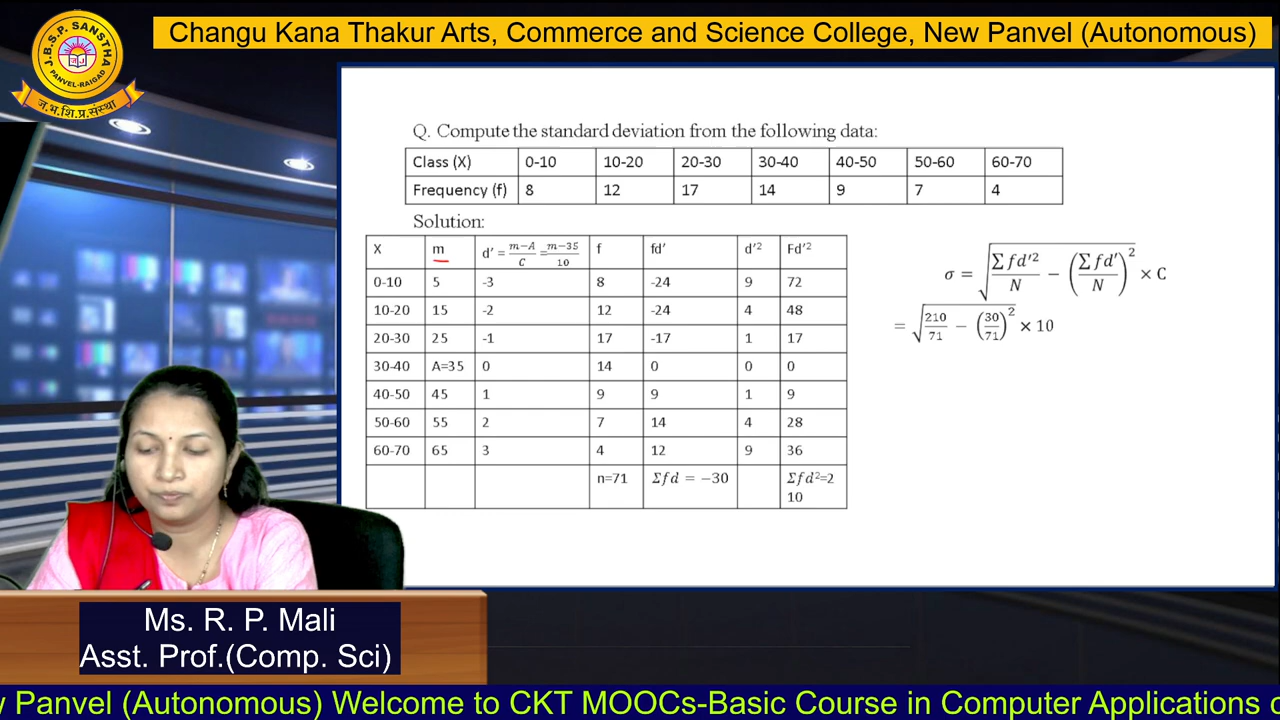 Changu Kana Thakur Arts, Commerce and Science College, New Panvel (Autonomous)
J.B.S.P. SANSTHA
PANVEL-RAIGAD
ज.भ.शि.प्र.संस्था
Q. Compute the standard deviation from the following data:
Class (X) 0-10 10-20 20-30 30-40 40-50 50-60 60-70
Frequency (f) 8 12 17 14 9 7 4
Solution:
X m d′ = (m−A)/C = (m−35)/10 f fd′ d′² Fd′²
0-10 5 -3 8 -24 9 72
10-20 15 -2 12 -24 4 48
20-30 25 -1 17 -17 1 17
30-40 A=35 0 14 0 0 0
40-50 45 1 9 9 1 9
50-60 55 2 7 14 4 28
60-70 65 3 4 12 9 36
n=71 Σfd = −30 Σfd²=2
10
σ = √(Σfd′²/N − (Σfd′/N)²) × C
= √(210/71 − (30/71)²) × 10
Ms. R. P. Mali
Asst. Prof.(Comp. Sci)
Panvel (Autonomous) Welcome to CKT MOOCs-Basic Course in Computer Applications